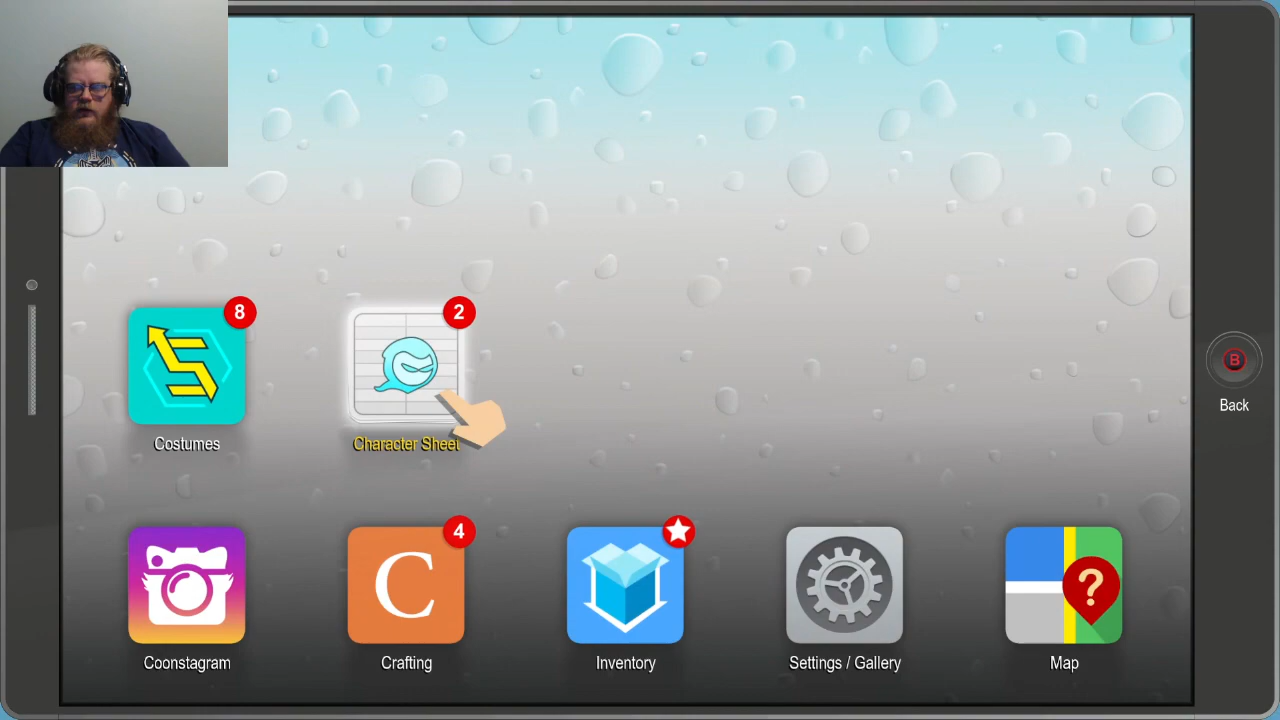 8
2
Costumes
Character Sheet
B
Back
4
C
?
Coonstagram
Crafting
Inventory
Settings / Gallery
Map